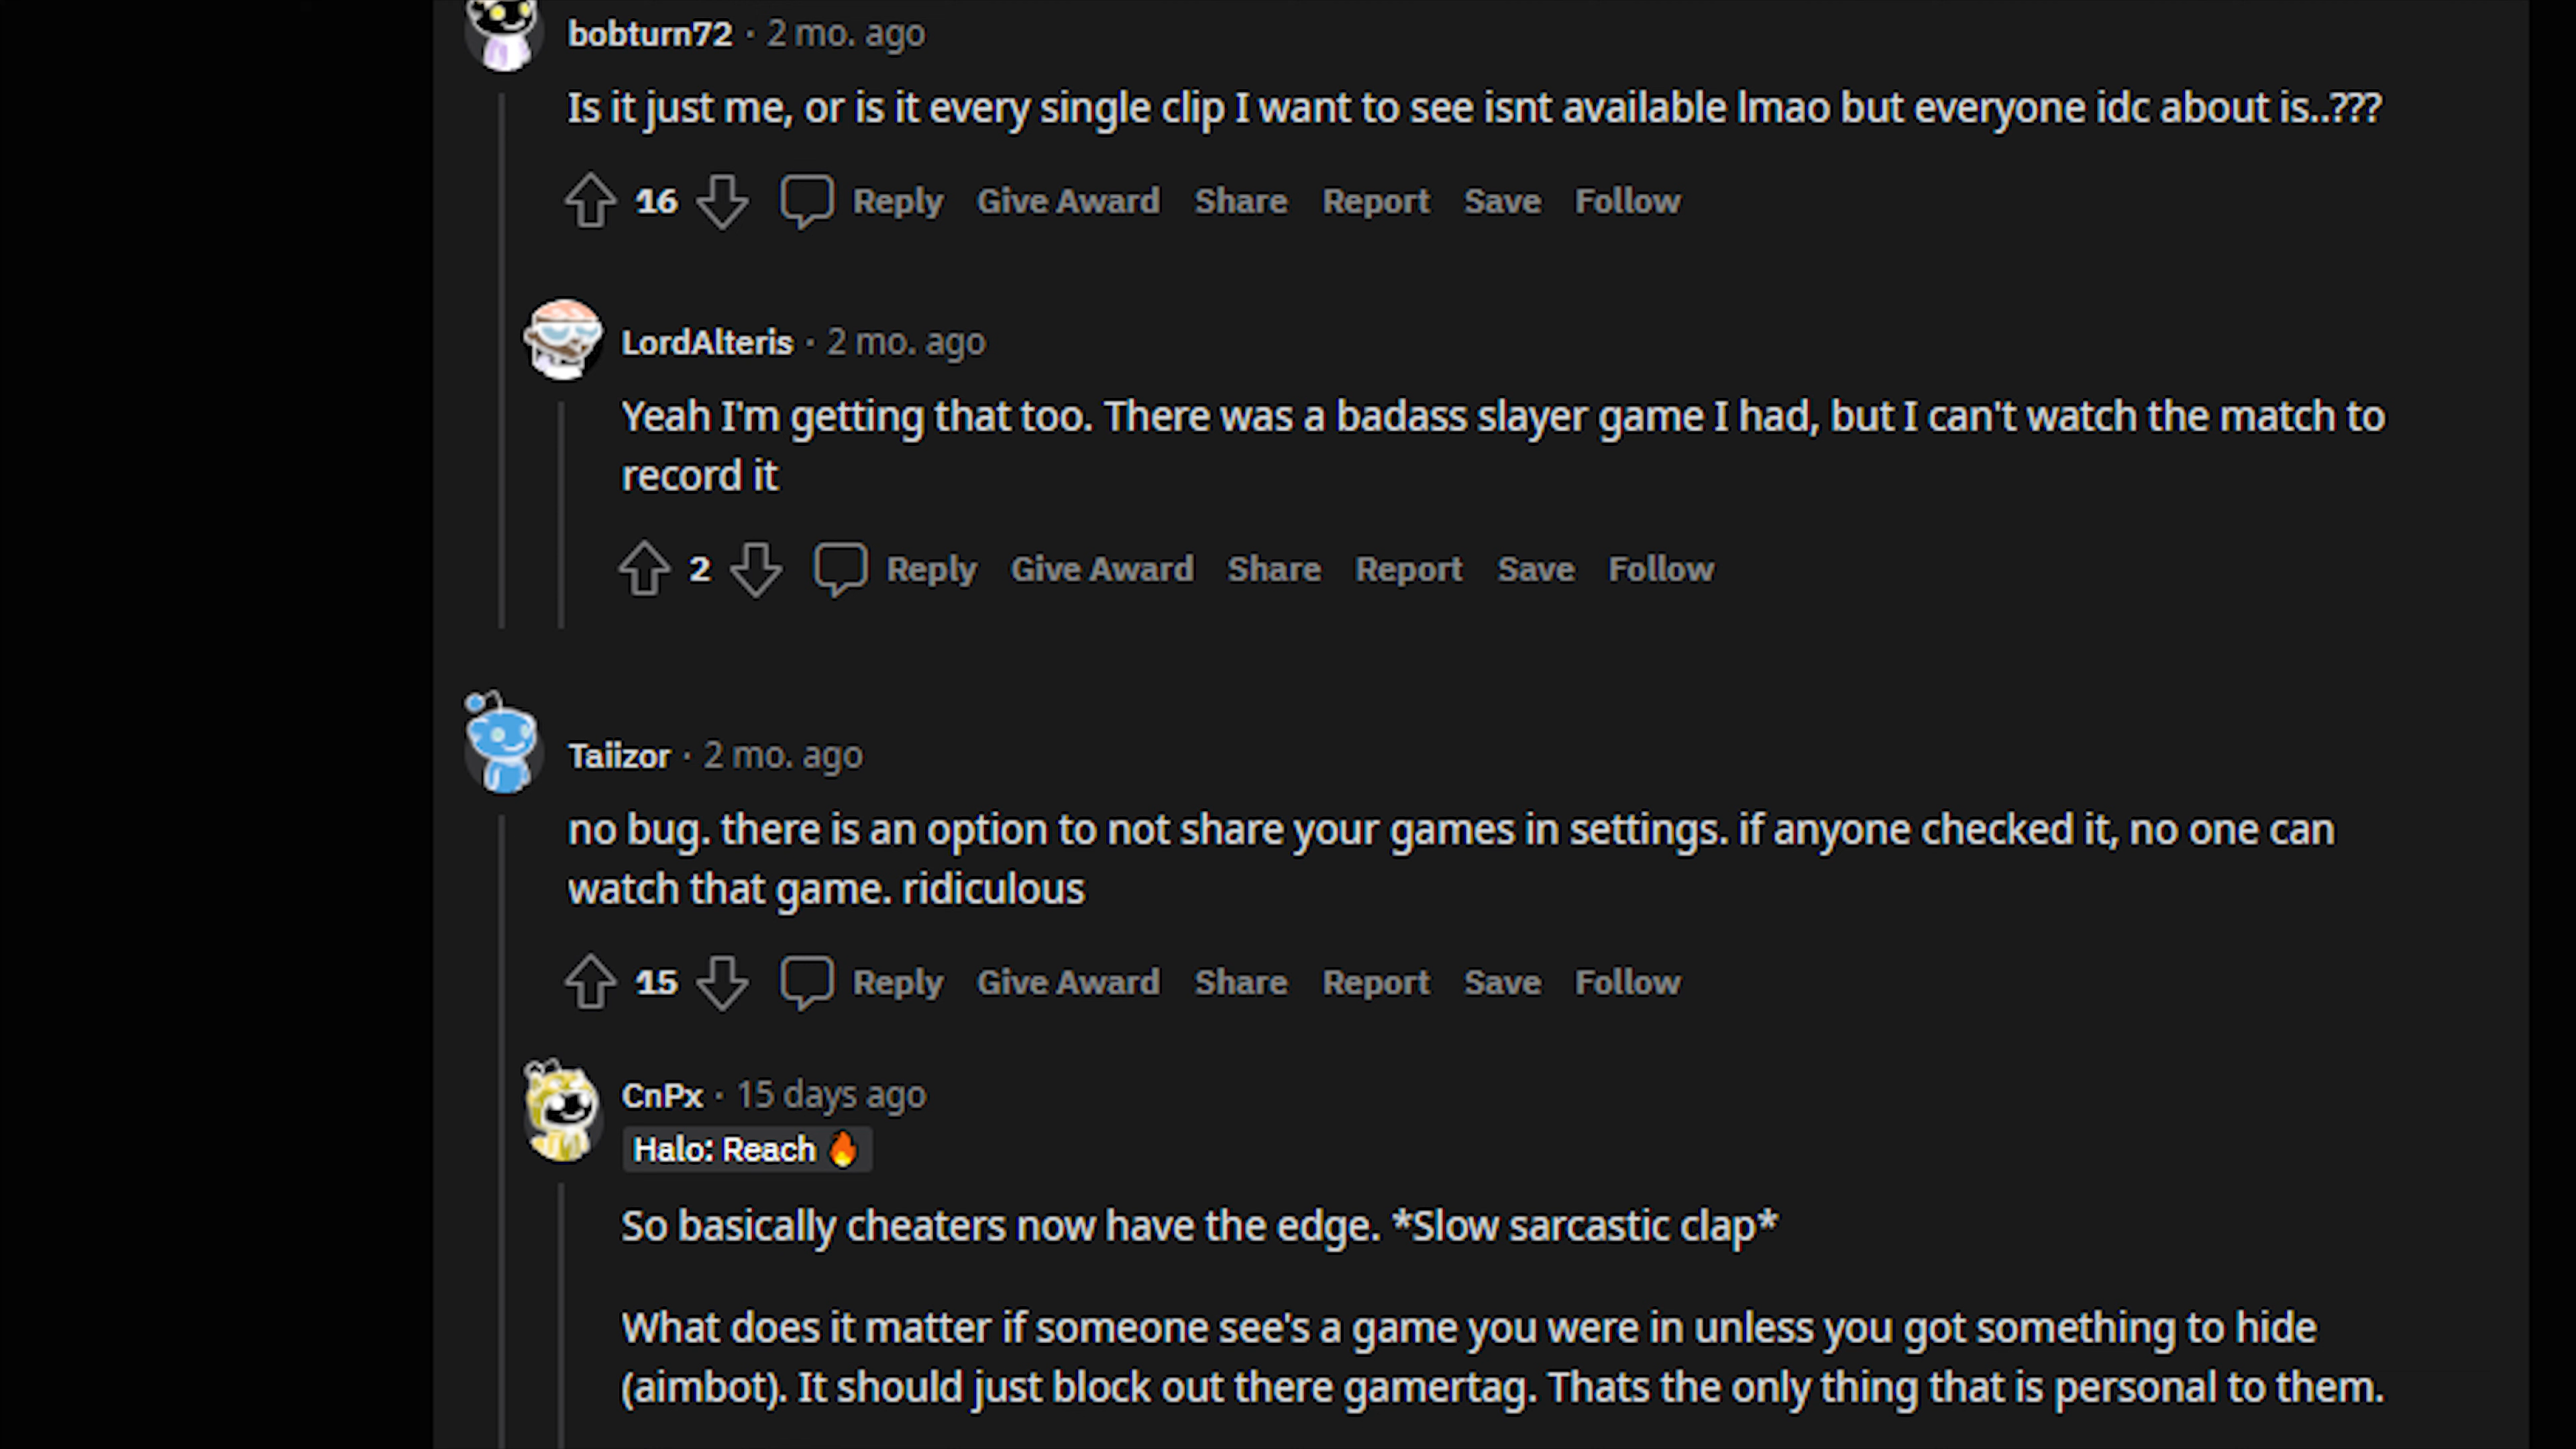 bobturn72 · 2 mo. ago
Is it just me, or is it every single clip I want to see isnt available lmao but everyone idc about is..???
16 Reply Give Award Share Report Save Follow
LordAlteris · 2 mo. ago
Yeah I'm getting that too. There was a badass slayer game I had, but I can't watch the match to
record it
2 Reply Give Award Share Report Save Follow
Taiizor · 2 mo. ago
no bug. there is an option to not share your games in settings. if anyone checked it, no one can
watch that game. ridiculous
15 Reply Give Award Share Report Save Follow
CnPx · 15 days ago
Halo: Reach 🔥
So basically cheaters now have the edge. *Slow sarcastic clap*
What does it matter if someone see's a game you were in unless you got something to hide
(aimbot). It should just block out there gamertag. Thats the only thing that is personal to them.